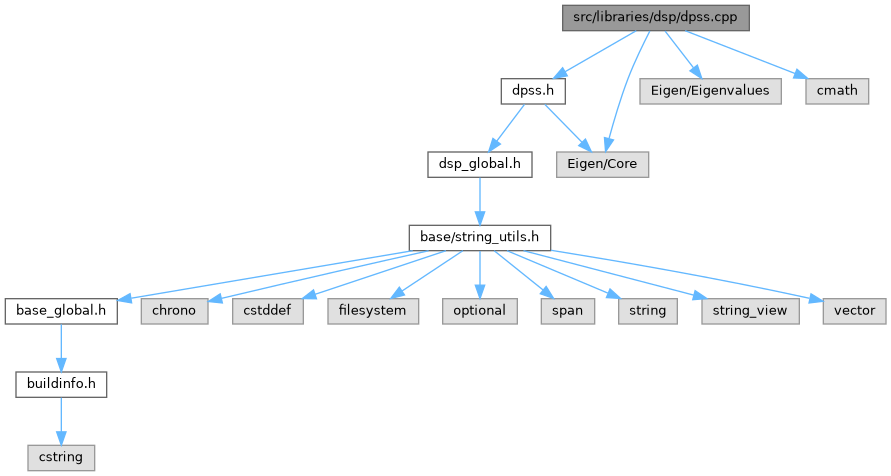 src/libraries/dsp/dpss.cpp
dpss.h
Eigen/Eigenvalues
cmath
dsp_global.h
Eigen/Core
base/string_utils.h
base_global.h
chrono
cstddef
filesystem
optional
span
string
string_view
vector
buildinfo.h
cstring